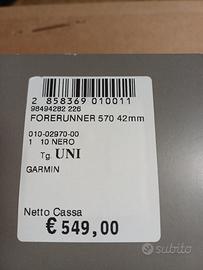 2 858369 010011
98494282 226
FORERUNNER 570 42mm
010-02970-00
1 10 NERO
Tg. UNI
GARMIN
Netto Cassa
€ 549,00
subito